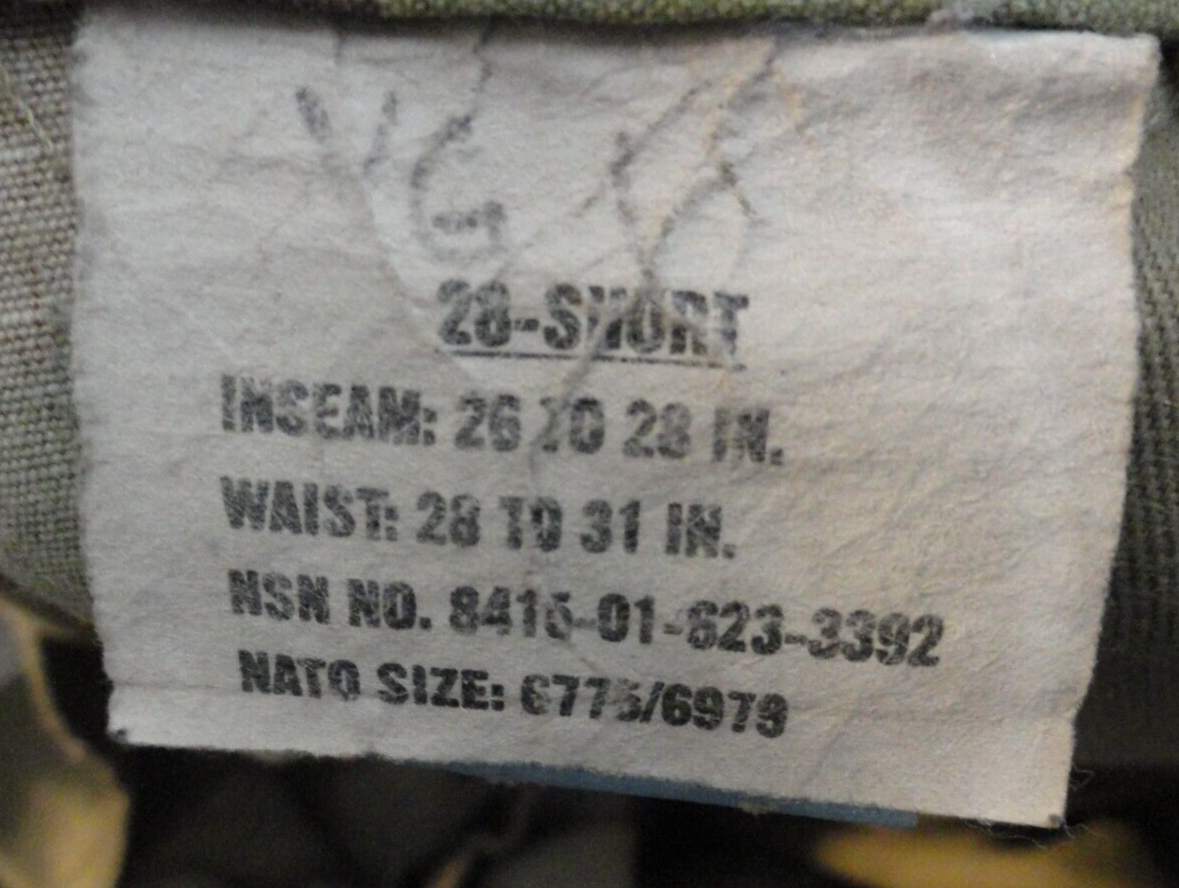 28-SHORT
INSEAM: 26 TO 28 IN.
WAIST: 28 TO 31 IN.
NSN NO. 8415-01-623-3392
NATO SIZE: 6775/6979